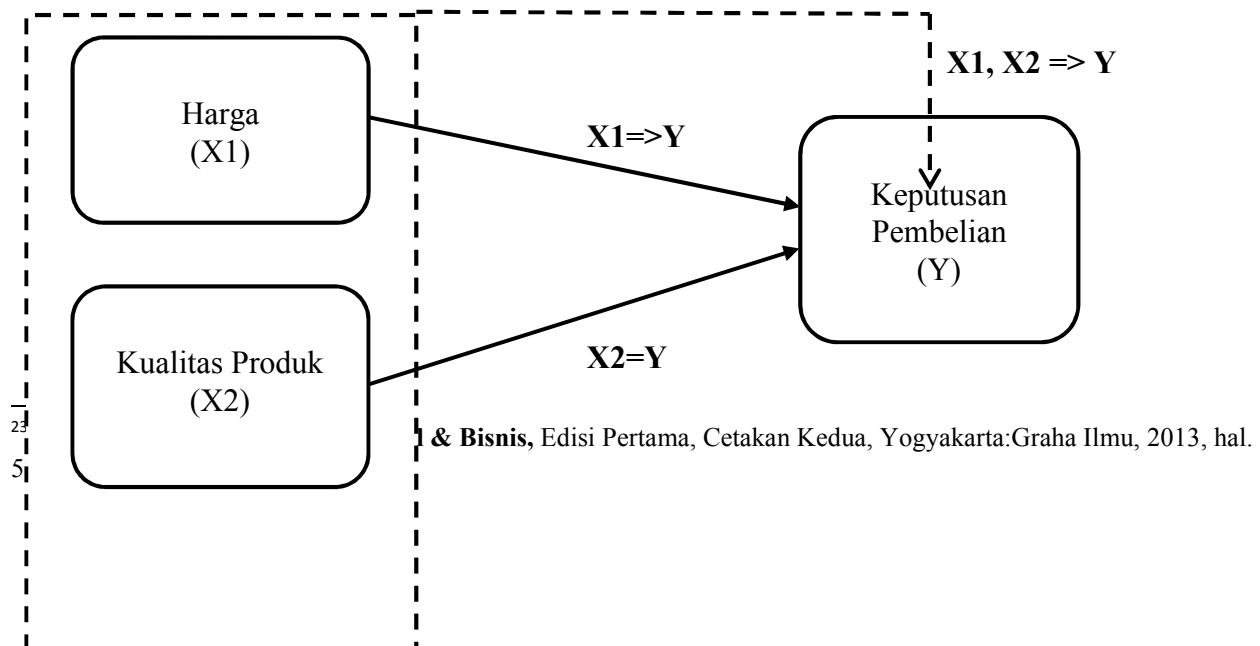 X1, X2 => Y
Harga
(X1)
X1=>Y
Keputusan
Pembelian
(Y)
Kualitas Produk
(X2)
X2=Y
23
& Bisnis, Edisi Pertama, Cetakan Kedua, Yogyakarta:Graha Ilmu, 2013, hal.
5